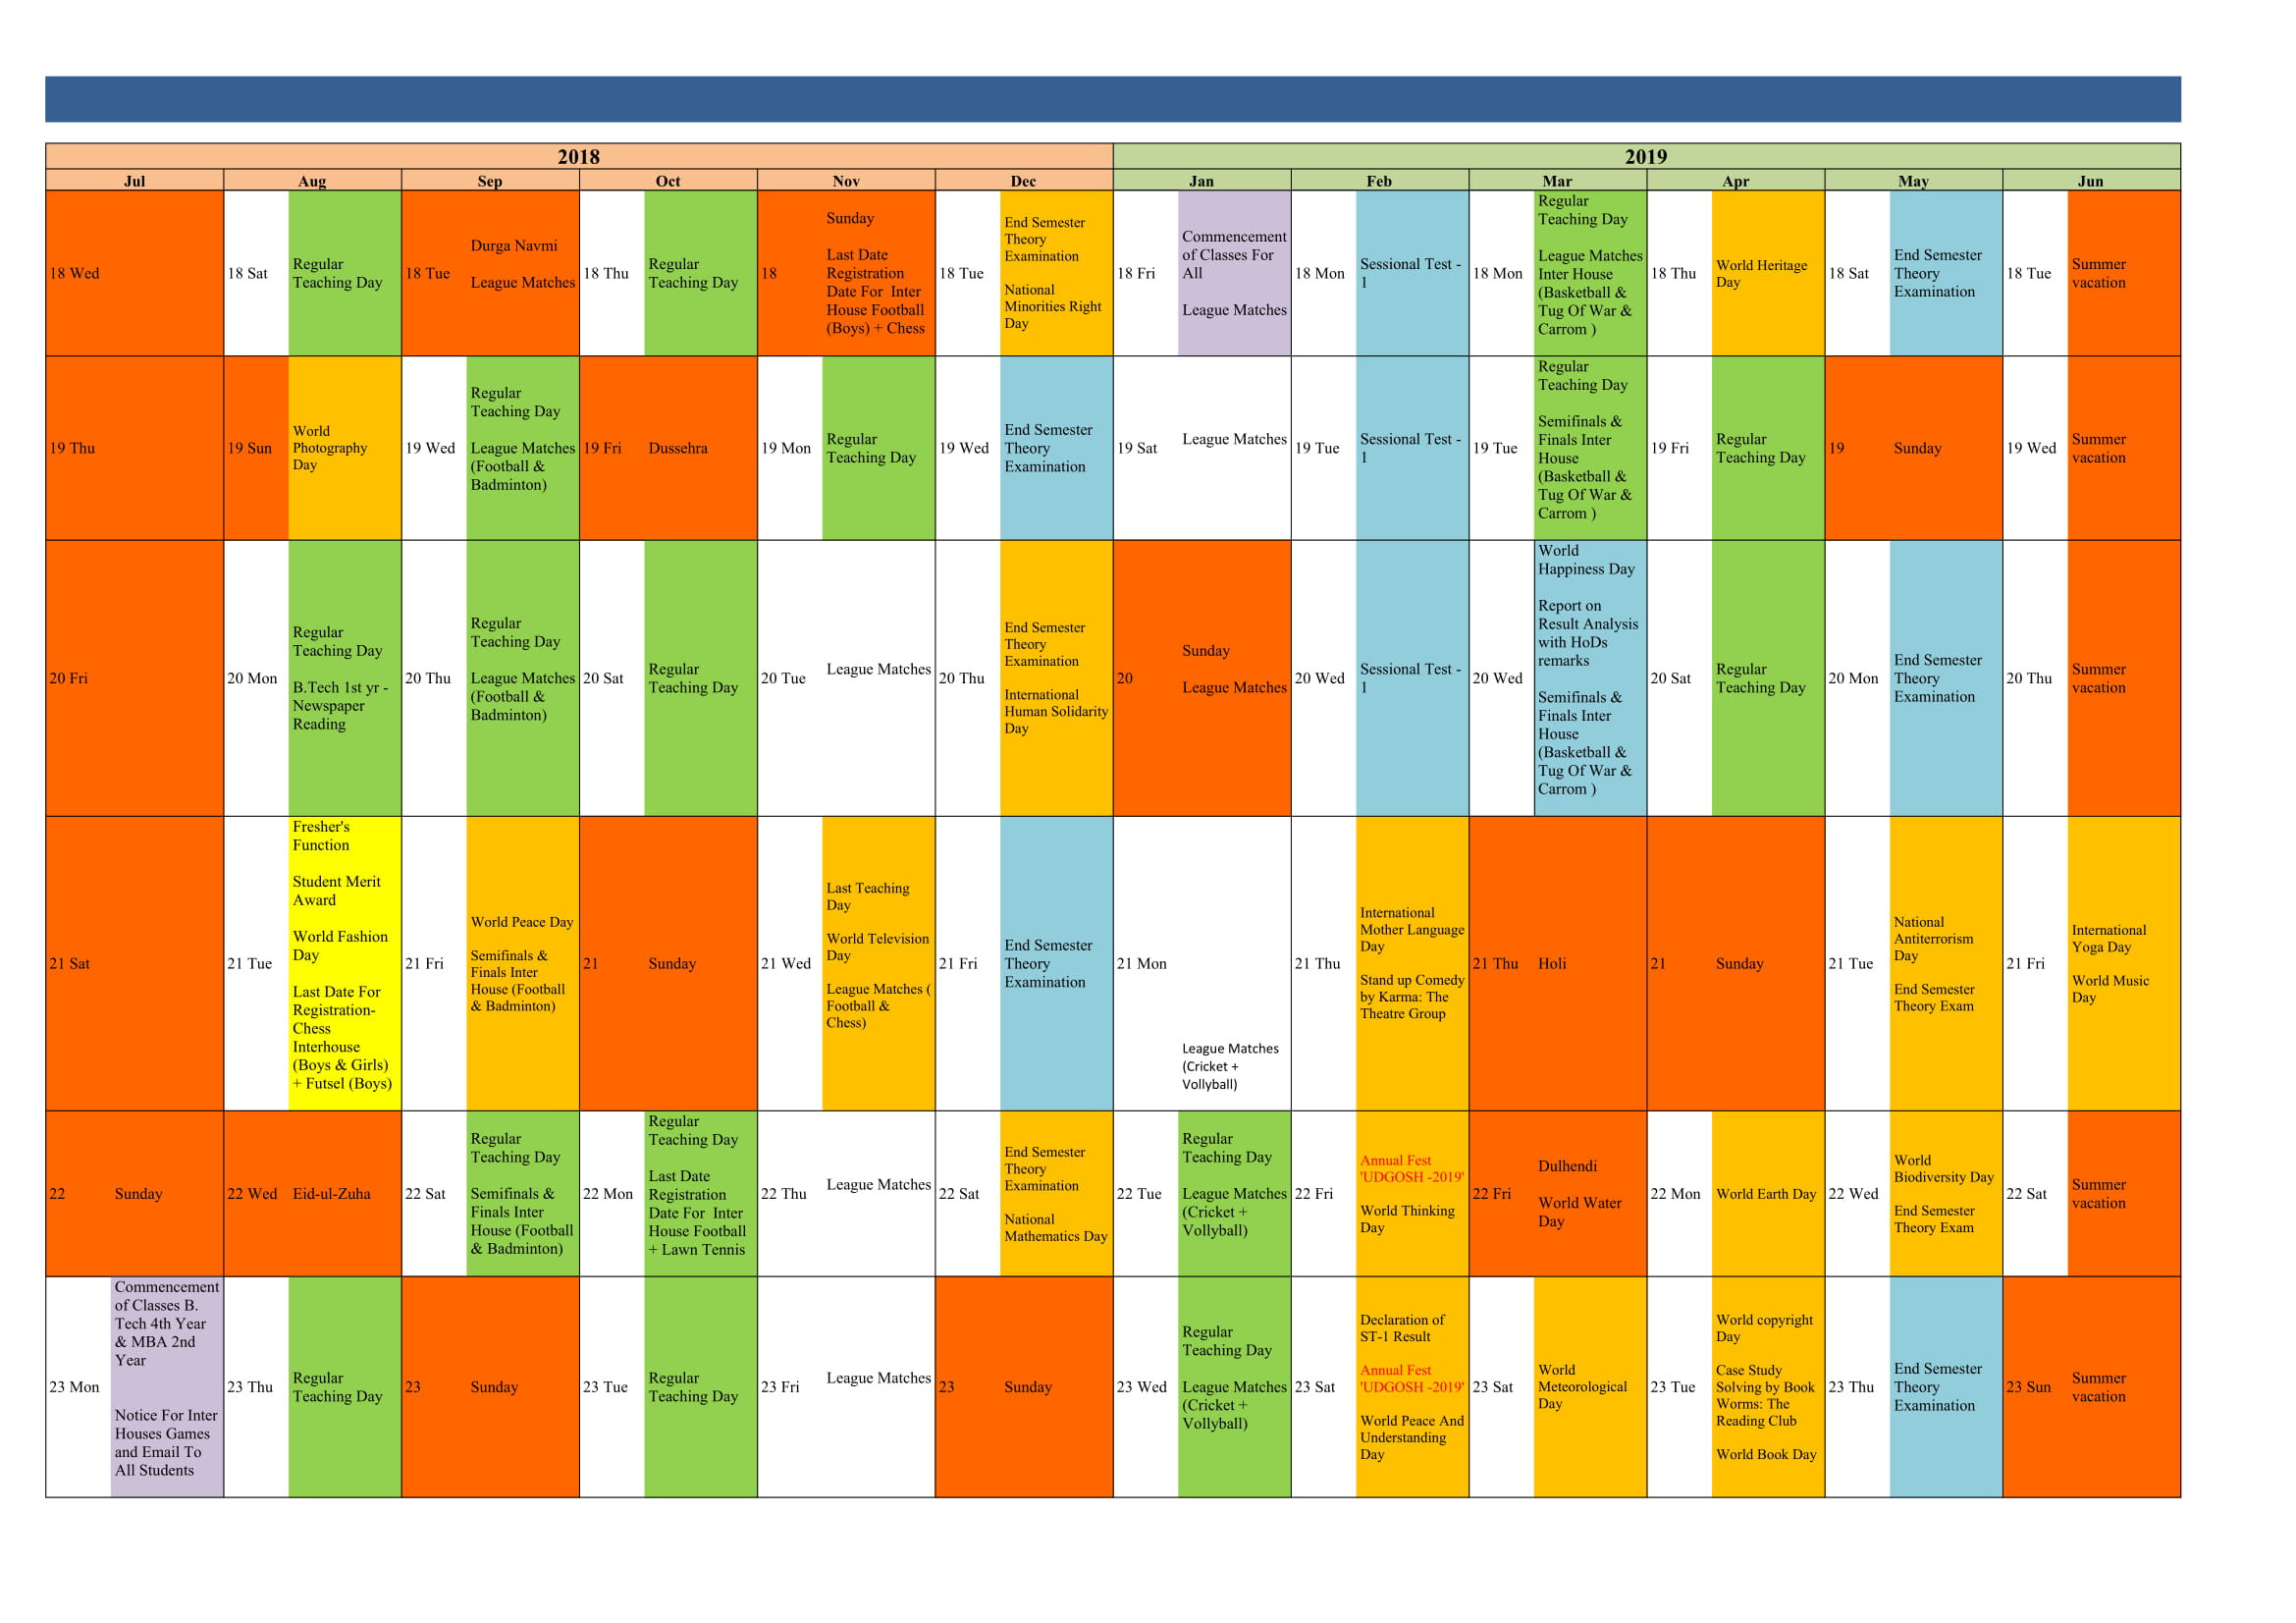 2018
2019
Jul
Aug
Sep
Oct
Nov
Dec
Jan
Feb
Mar
Apr
May
Jun
18 Wed
18 Sat
Regular
Teaching Day
18 Tue
Durga Navmi
League Matches
18 Thu
Regular
Teaching Day
18
Sunday
Last Date
Registration
Date For Inter
House Football
(Boys) + Chess
18 Tue
End Semester
Theory
Examination
National
Minorities Right
Day
18 Fri
Commencement
of Classes For
All
League Matches
18 Mon
Sessional Test -
1
18 Mon
Regular
Teaching Day
League Matches
Inter House
(Basketball &
Tug Of War &
Carrom )
18 Thu
World Heritage
Day
18 Sat
End Semester
Theory
Examination
18 Tue
Summer
vacation
19 Thu
19 Sun
World
Photography
Day
19 Wed
Regular
Teaching Day
League Matches
(Football &
Badminton)
19 Fri
Dussehra
19 Mon
Regular
Teaching Day
19 Wed
End Semester
Theory
Examination
19 Sat
League Matches
19 Tue
Sessional Test -
1
19 Tue
Regular
Teaching Day
Semifinals &
Finals Inter
House
(Basketball &
Tug Of War &
Carrom )
19 Fri
Regular
Teaching Day
19
Sunday
19 Wed
Summer
vacation
20 Fri
20 Mon
Regular
Teaching Day
B.Tech 1st yr -
Newspaper
Reading
20 Thu
Regular
Teaching Day
League Matches
(Football &
Badminton)
20 Sat
Regular
Teaching Day
20 Tue
League Matches
20 Thu
End Semester
Theory
Examination
International
Human Solidarity
Day
20
Sunday
League Matches
20 Wed
Sessional Test -
1
20 Wed
World
Happiness Day
Report on
Result Analysis
with HoDs
remarks
Semifinals &
Finals Inter
House
(Basketball &
Tug Of War &
Carrom )
20 Sat
Regular
Teaching Day
20 Mon
End Semester
Theory
Examination
20 Thu
Summer
vacation
21 Sat
21 Tue
Fresher's
Function
Student Merit
Award
World Fashion
Day
Last Date For
Registration-
Chess
Interhouse
(Boys & Girls)
+ Futsel (Boys)
21 Fri
World Peace Day
Semifinals &
Finals Inter
House (Football
& Badminton)
21
Sunday
21 Wed
Last Teaching
Day
World Television
Day
League Matches (
Football &
Chess)
21 Fri
End Semester
Theory
Examination
21 Mon
League Matches
(Cricket +
Vollyball)
21 Thu
International
Mother Language
Day
Stand up Comedy
by Karma: The
Theatre Group
21 Thu
Holi
21
Sunday
21 Tue
National
Antiterrorism
Day
End Semester
Theory Exam
21 Fri
International
Yoga Day
World Music
Day
22
Sunday
22 Wed
Eid-ul-Zuha
22 Sat
Regular
Teaching Day
Semifinals &
Finals Inter
House (Football
& Badminton)
22 Mon
Regular
Teaching Day
Last Date
Registration
Date For Inter
House Football
+ Lawn Tennis
22 Thu
League Matches
22 Sat
End Semester
Theory
Examination
National
Mathematics Day
22 Tue
Regular
Teaching Day
League Matches
(Cricket +
Vollyball)
22 Fri
Annual Fest
'UDGOSH -2019'
World Thinking
Day
22 Fri
Dulhendi
World Water
Day
22 Mon
World Earth Day
22 Wed
World
Biodiversity Day
End Semester
Theory Exam
22 Sat
Summer
vacation
23 Mon
Commencement
of Classes B.
Tech 4th Year
& MBA 2nd
Year
Notice For Inter
Houses Games
and Email To
All Students
23 Thu
Regular
Teaching Day
23
Sunday
23 Tue
Regular
Teaching Day
23 Fri
League Matches
23
Sunday
23 Wed
Regular
Teaching Day
League Matches
(Cricket +
Vollyball)
23 Sat
Declaration of
ST-1 Result
Annual Fest
'UDGOSH -2019'
World Peace And
Understanding
Day
23 Sat
World
Meteorological
Day
23 Tue
World copyright
Day
Case Study
Solving by Book
Worms: The
Reading Club
World Book Day
23 Thu
End Semester
Theory
Examination
23 Sun
Summer
vacation